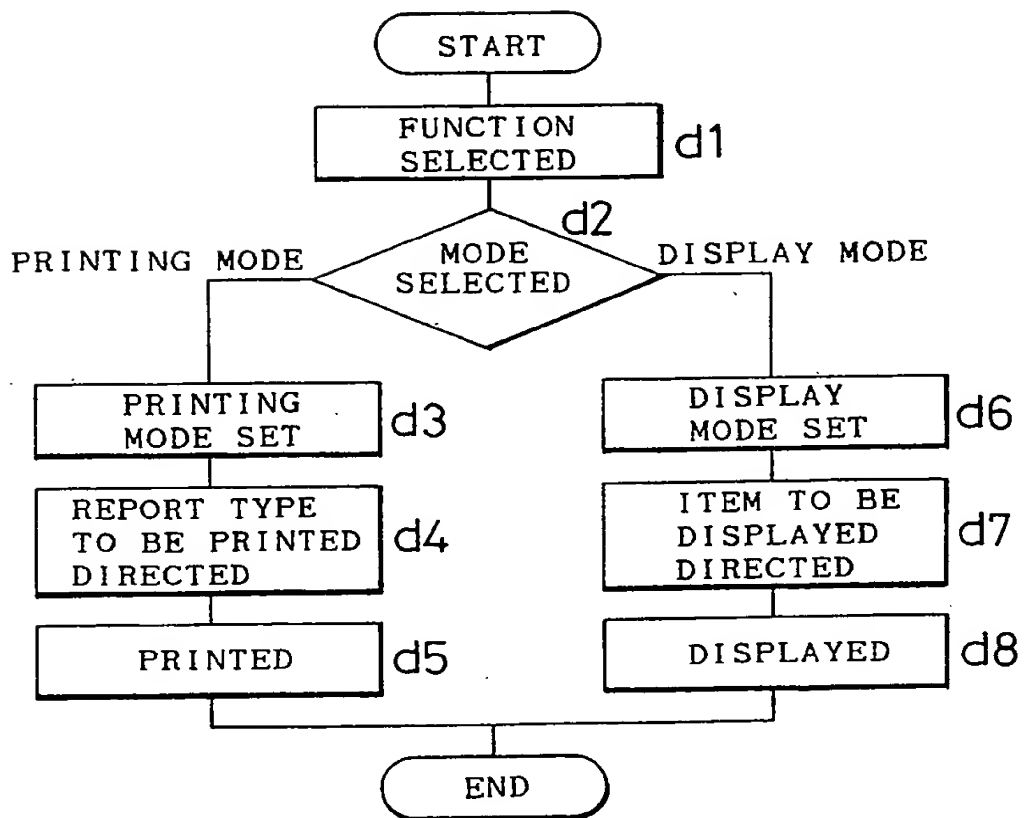 START
FUNCTION
SELECTED
d1
d2
MODE
SELECTED
PRINTING MODE
DISPLAY MODE
PRINTING
MODE SET
d3
REPORT TYPE
TO BE PRINTED
DIRECTED
d4
PRINTED
d5
DISPLAY
MODE SET
d6
ITEM TO BE
DISPLAYED
DIRECTED
d7
DISPLAYED
d8
END